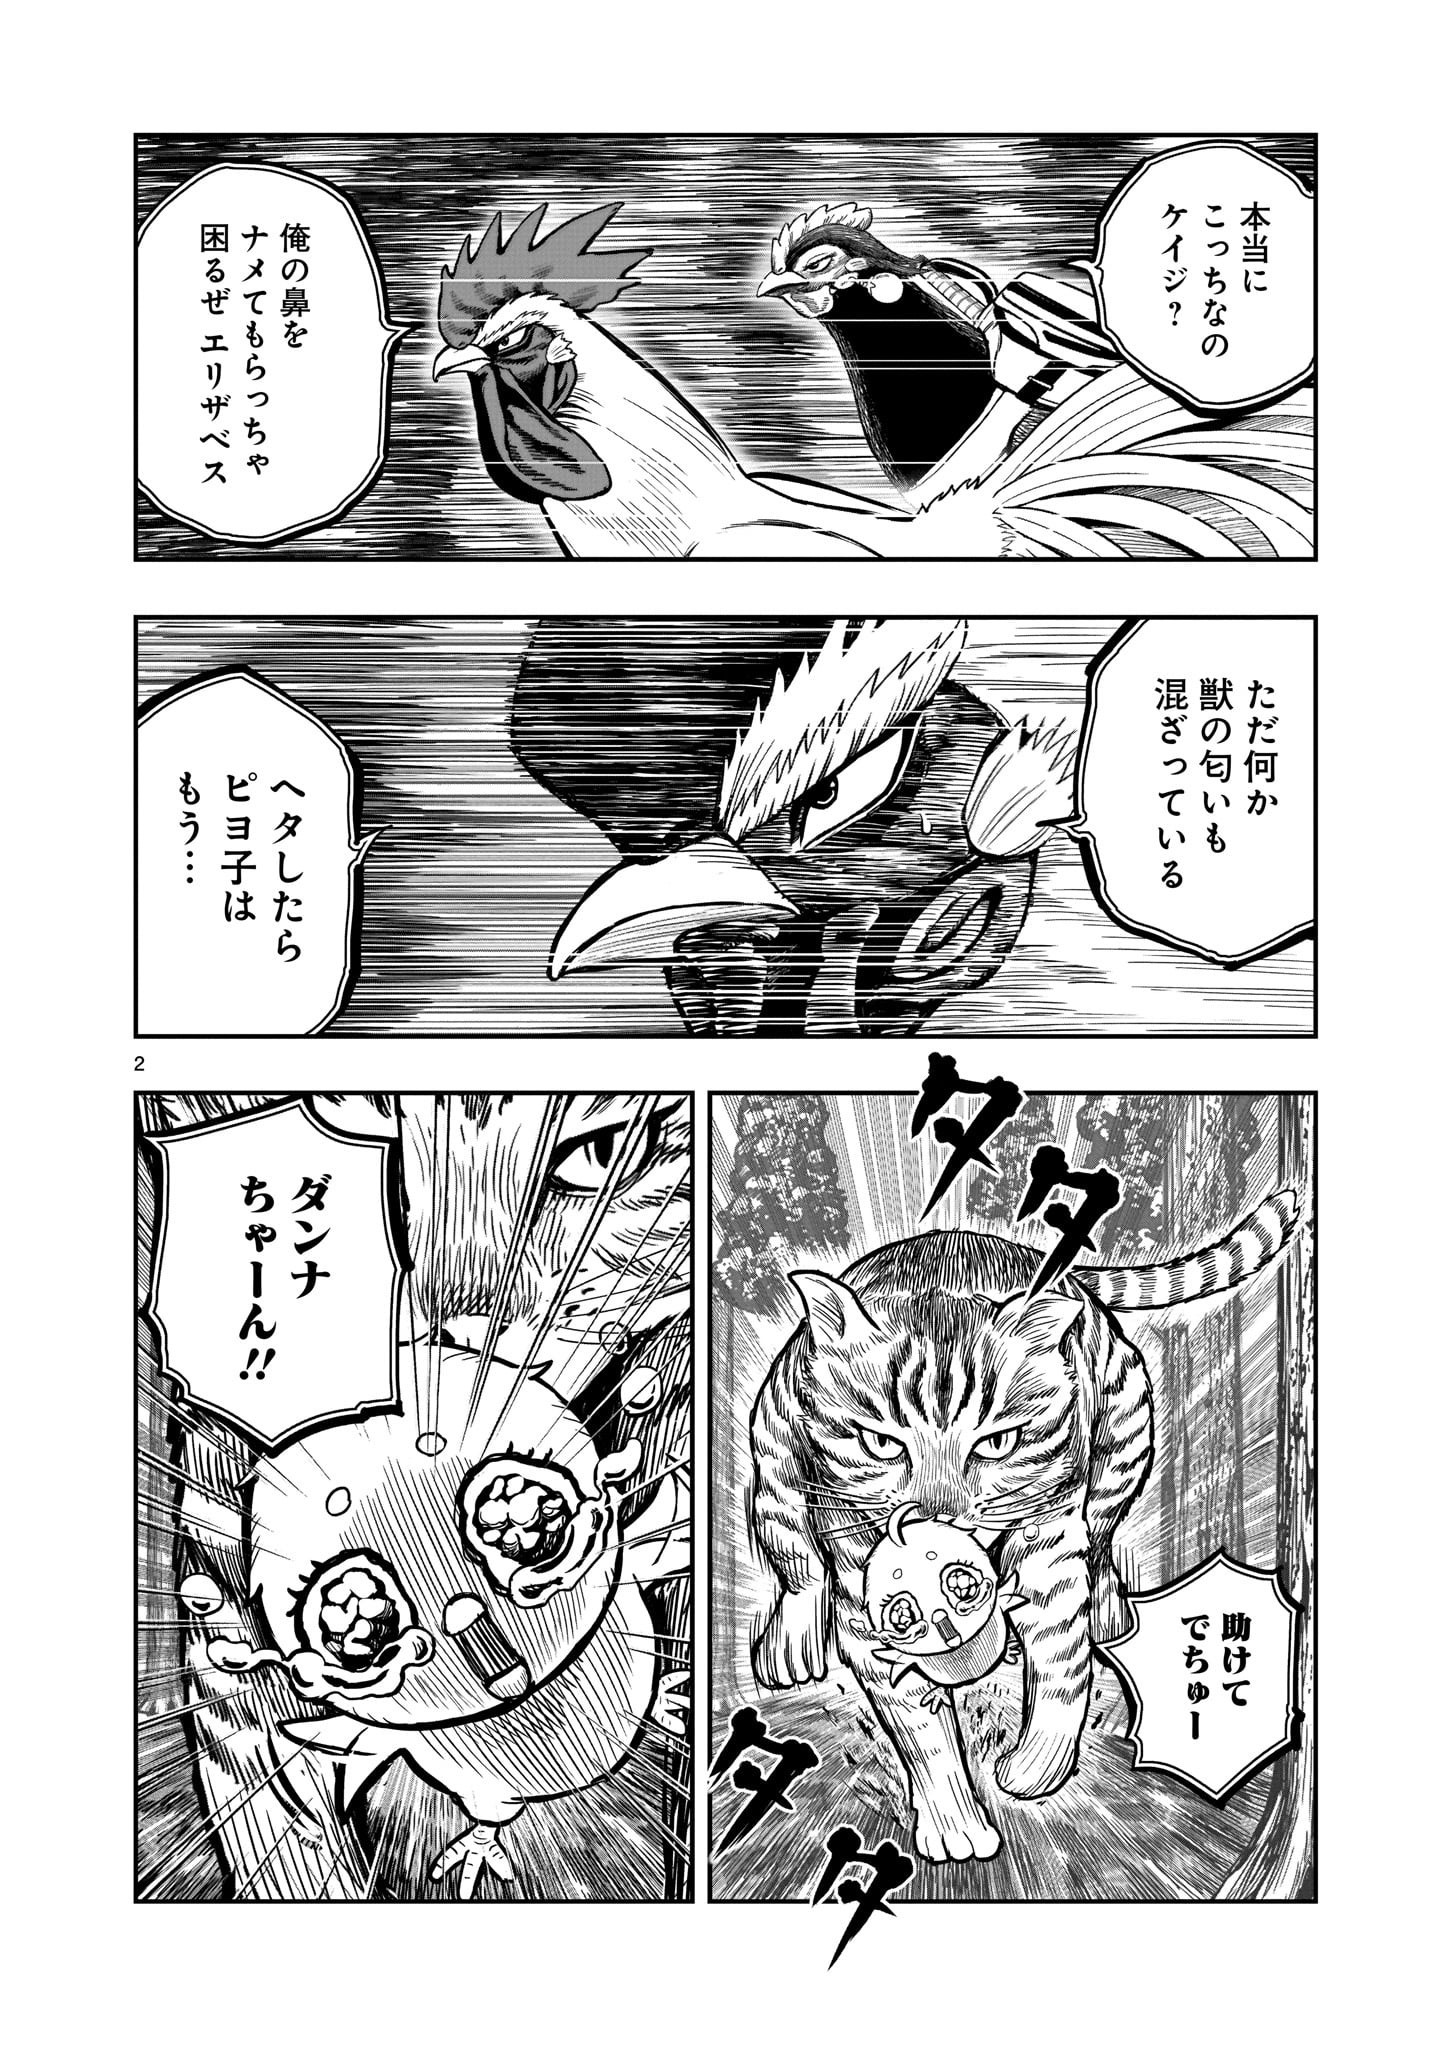 本当に
こっちなの
ケイジ?
俺の鼻を
ナメてもらっちゃ
困るぜ エリザベス
ただ何か
獣の匂いも
混ざっている
ヘタしたら
ピヨ子は
もう…
2
タ
タ
タ
タ
助けて
でちゅー
ダンナ
ちゃーん!!